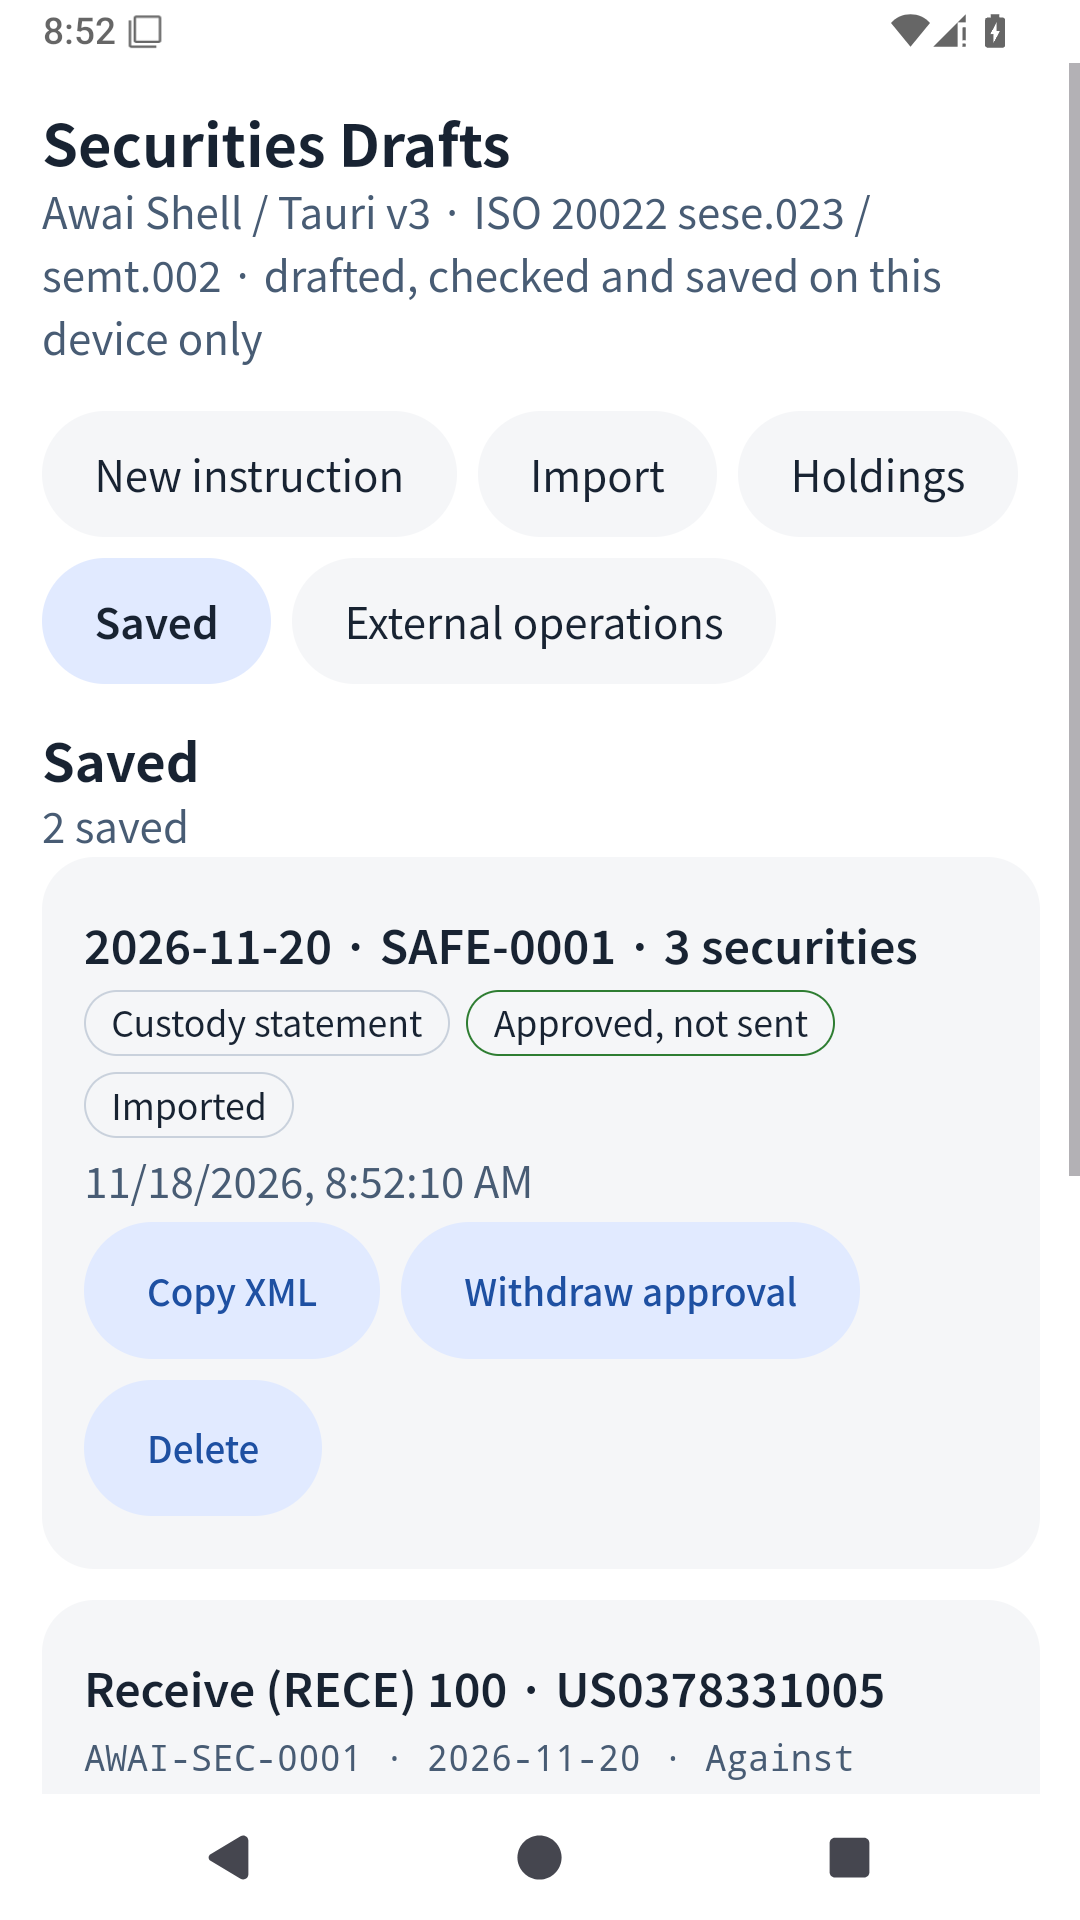 8:52
Securities Drafts
Awai Shell / Tauri v3 · ISO 20022 sese.023 /
semt.002 · drafted, checked and saved on this
device only
New instruction
Import
Holdings
Saved
External operations
Saved
2 saved
2026-11-20 · SAFE-0001 · 3 securities
Custody statement
Approved, not sent
Imported
11/18/2026, 8:52:10 AM
Copy XML
Withdraw approval
Delete
Receive (RECE) 100 · US0378331005
AWAI-SEC-0001 · 2026-11-20 · Against